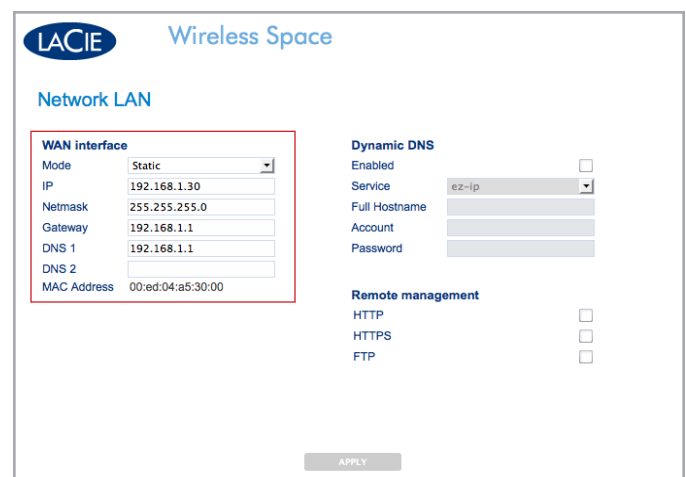 LACIE
Wireless Space
Network LAN
WAN interface
Mode Static
IP 192.168.1.30
Netmask 255.255.255.0
Gateway 192.168.1.1
DNS 1 192.168.1.1
DNS 2
MAC Address 00:ed:04:a5:30:00
Dynamic DNS
Enabled
Service ez-ip
Full Hostname
Account
Password
Remote management
HTTP
HTTPS
FTP
APPLY